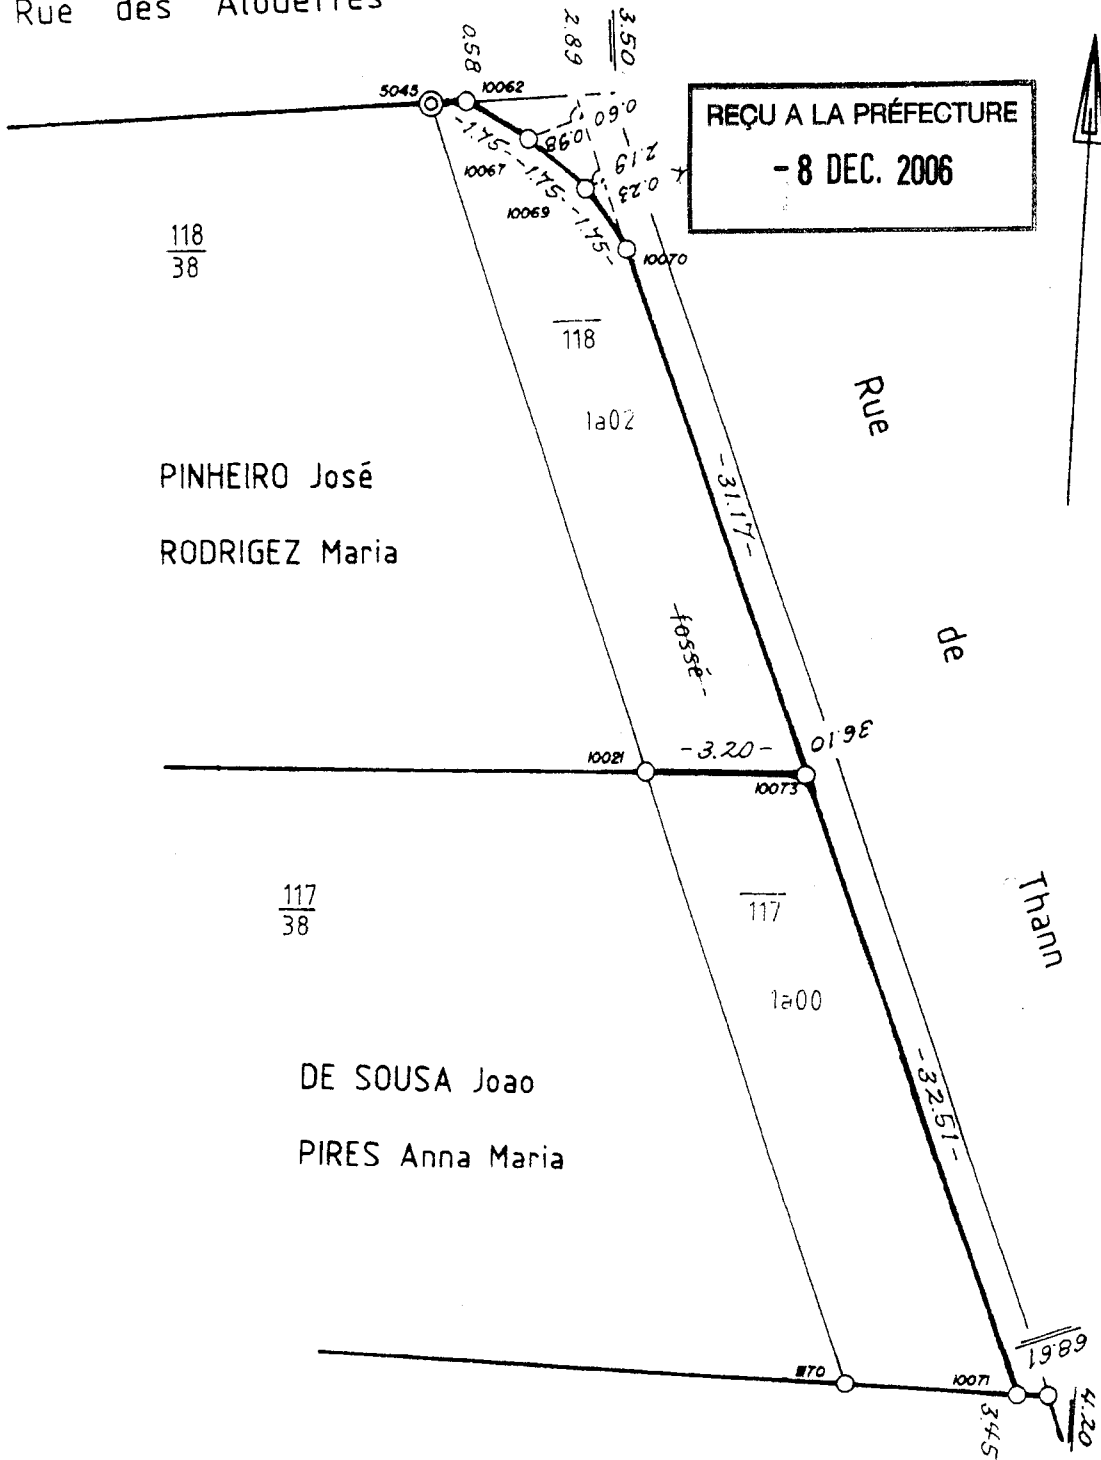 Rue des Alouettes
0.58
2.89
3.50
5045
10062
0.60
REÇU A LA PRÉFECTURE
- 8 DEC. 2006
-1.75-
0.98
10067
-1.75-
2.19
0.23
10069
-1.75-
10070
118
38
118
1a02
Rue
PINHEIRO José
-31.17-
RODRIGEZ Maria
-fossé-
de
10021
-3.20-
36.10
10073
117
38
117
Thann
1a00
DE SOUSA Joao
-32.51-
PIRES Anna Maria
68.61
10071
3.45
4.20